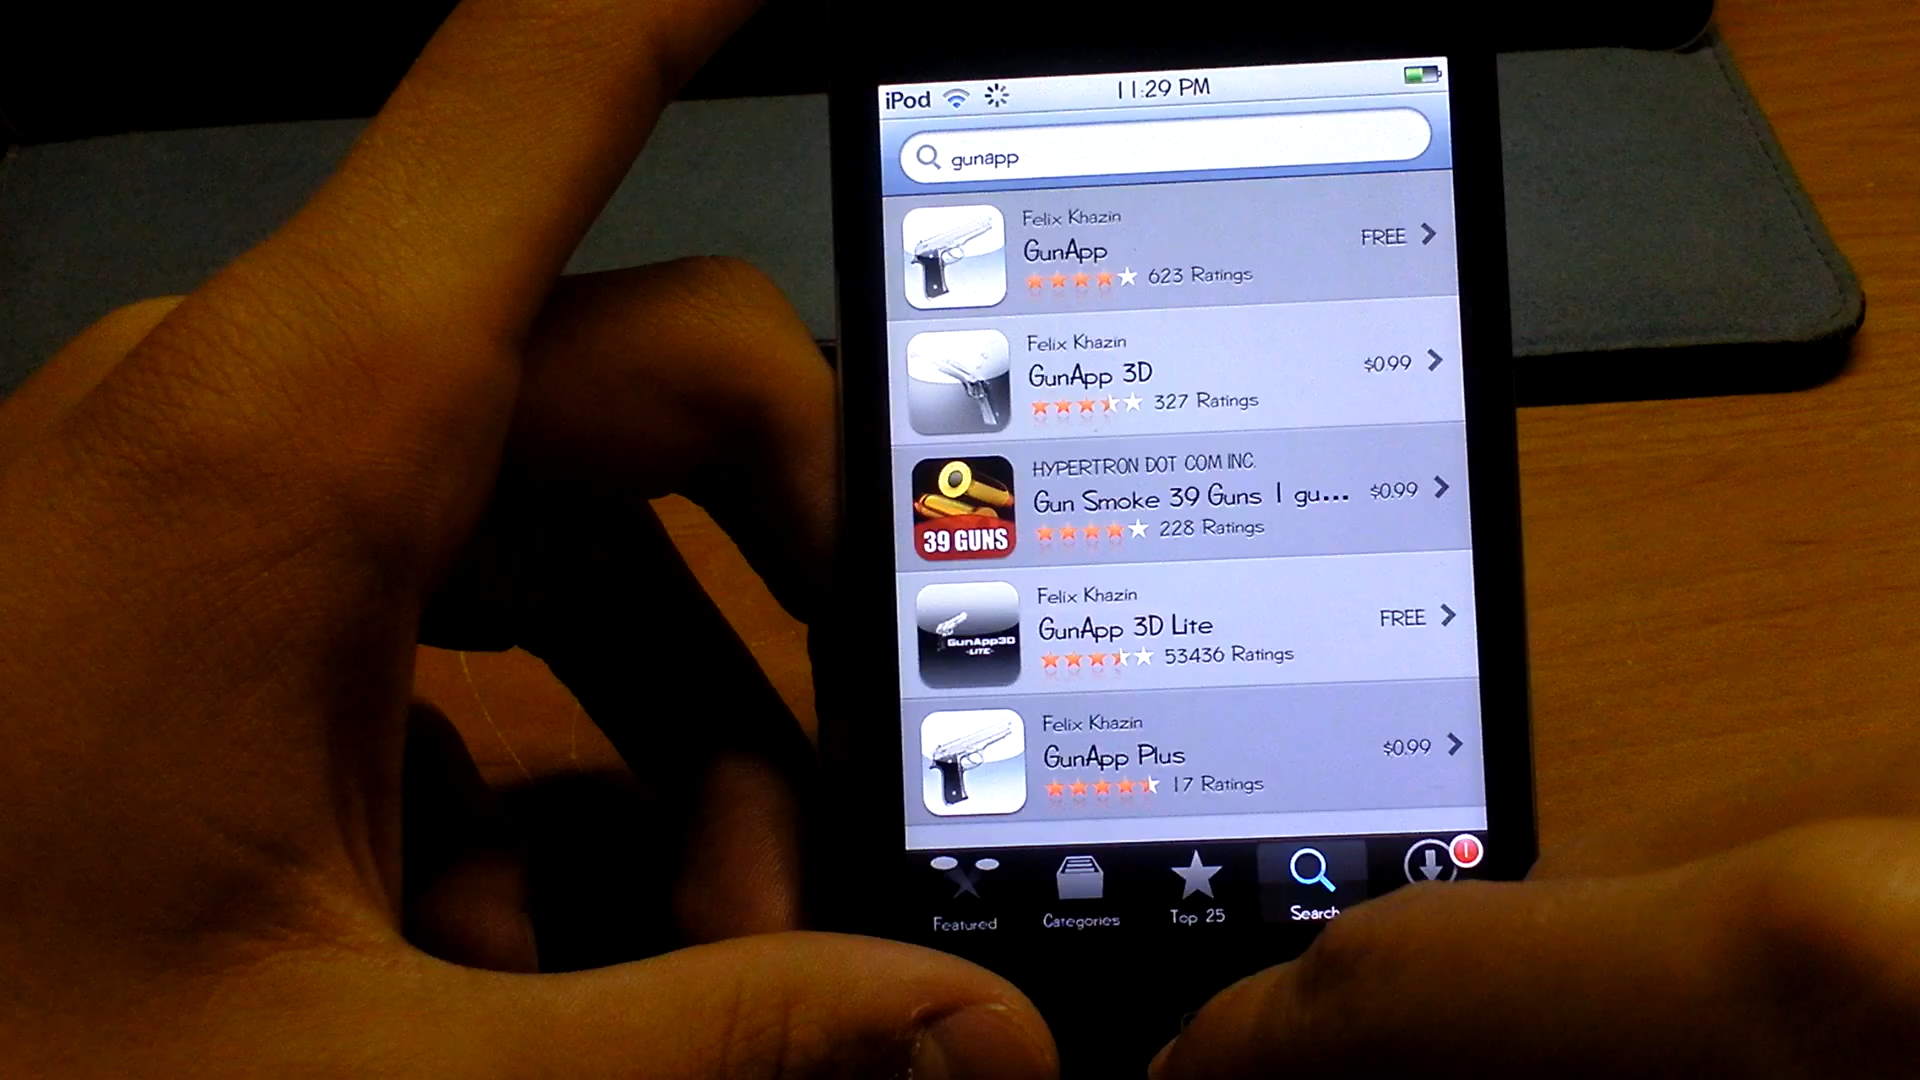 iPod 11:29 PM
gunapp
Felix Khazin
GunApp
FREE
623 Ratings
Felix Khazin
GunApp 3D
$0.99
327 Ratings
39 GUNS
HYPERTRON DOT COM INC.
Gun Smoke 39 Guns 1 gu...
$0.99
228 Ratings
GunApp3D
-LITE-
Felix Khazin
GunApp 3D Lite
FREE
53436 Ratings
Felix Khazin
GunApp Plus
$0.99
17 Ratings
1
Featured Categories Top 25 Search